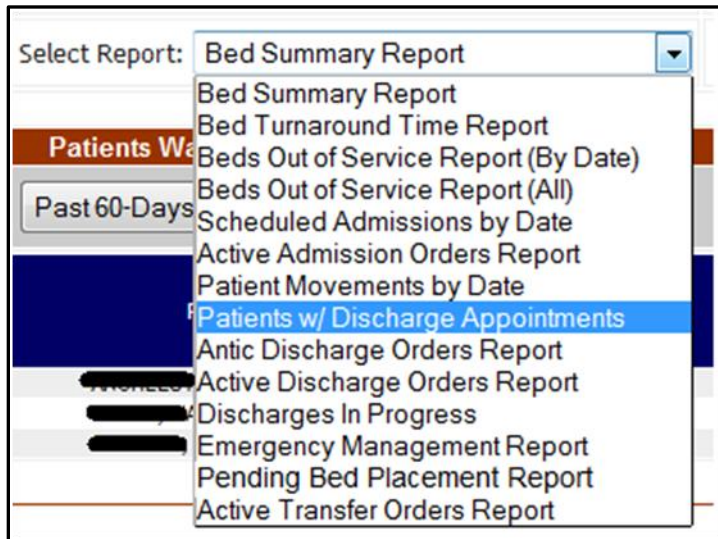 Select Report: Bed Summary Report
Bed Summary Report
Bed Turnaround Time Report
Patients Wa
Beds Out of Service Report (By Date)
Beds Out of Service Report (All)
Past 60-Days
Scheduled Admissions by Date
Active Admission Orders Report
Patient Movements by Date
Patients w/ Discharge Appointments
Antic Discharge Orders Report
Active Discharge Orders Report
Discharges In Progress
Emergency Management Report
Pending Bed Placement Report
Active Transfer Orders Report